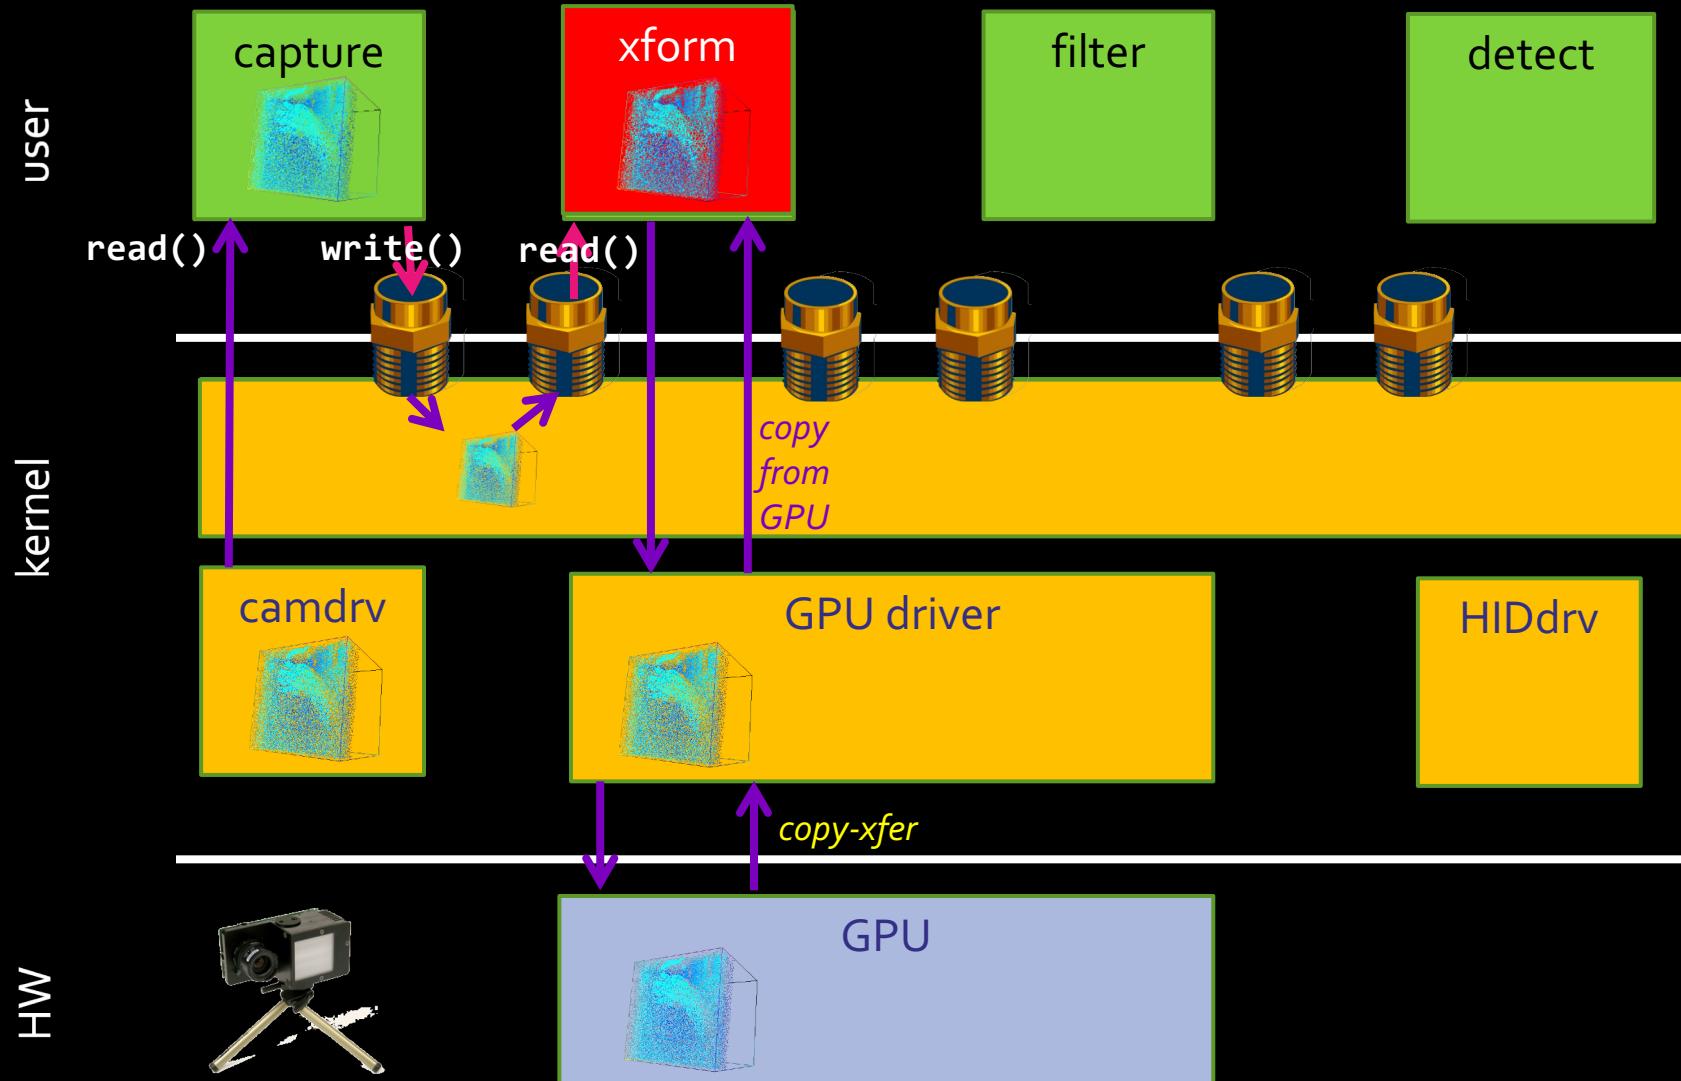 user
capture
xform
filter
detect
read()
write()
read()
kernel
copy
from
GPU
camdrv
GPU driver
HIDdrv
copy-xfer
HW
GPU